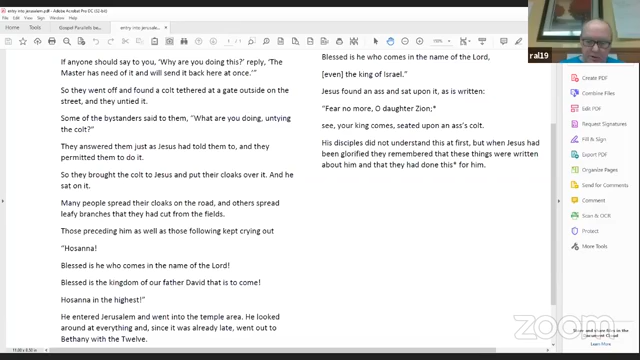 entry into jerusalem.pdf - Adobe Acrobat Pro DC (32-bit)
File Edit View Sign Window Help
Home
Tools
entry into jerusalem...
If anyone should say to you, 'Why are you doing this?' reply, 'The
Master has need of it and will send it back here at once.'"
So they went off and found a colt tethered at a gate outside on the
street, and they untied it.
Some of the bystanders said to them, "What are you doing, untying
the colt?"
They answered them just as Jesus had told them to, and they
permitted them to do it.
So they brought the colt to Jesus and put their cloaks over it. And he
sat on it.
Many people spread their cloaks on the road, and others spread
leafy branches that they had cut from the fields.
Those preceding him as well as those following kept crying out
"Hosanna!
Blessed is he who comes in the name of the Lord!
Blessed is the kingdom of our father David that is to come!
Hosanna in the highest!"
He entered Jerusalem and went into the temple area. He looked
around at everything and, since it was already late, went out to
Bethany with the Twelve.
Blessed is he who comes in the name of the Lord,
[even] the king of Israel."
Jesus found an ass and sat upon it, as is written:
"Fear no more, O daughter Zion;*
see, your king comes, seated upon an ass's colt.
His disciples did not understand this at first, but when Jesus had
been glorified they remembered that these things were written
about him and that they had done this* for him.
ral19
Create PDF
Combine Files
Edit PDF
Request Signatures
Fill & Sign
Export PDF
Organize Pages
Send for Comments
Comment
Scan & OCR
Protect
More Tools
Learn More
zoom